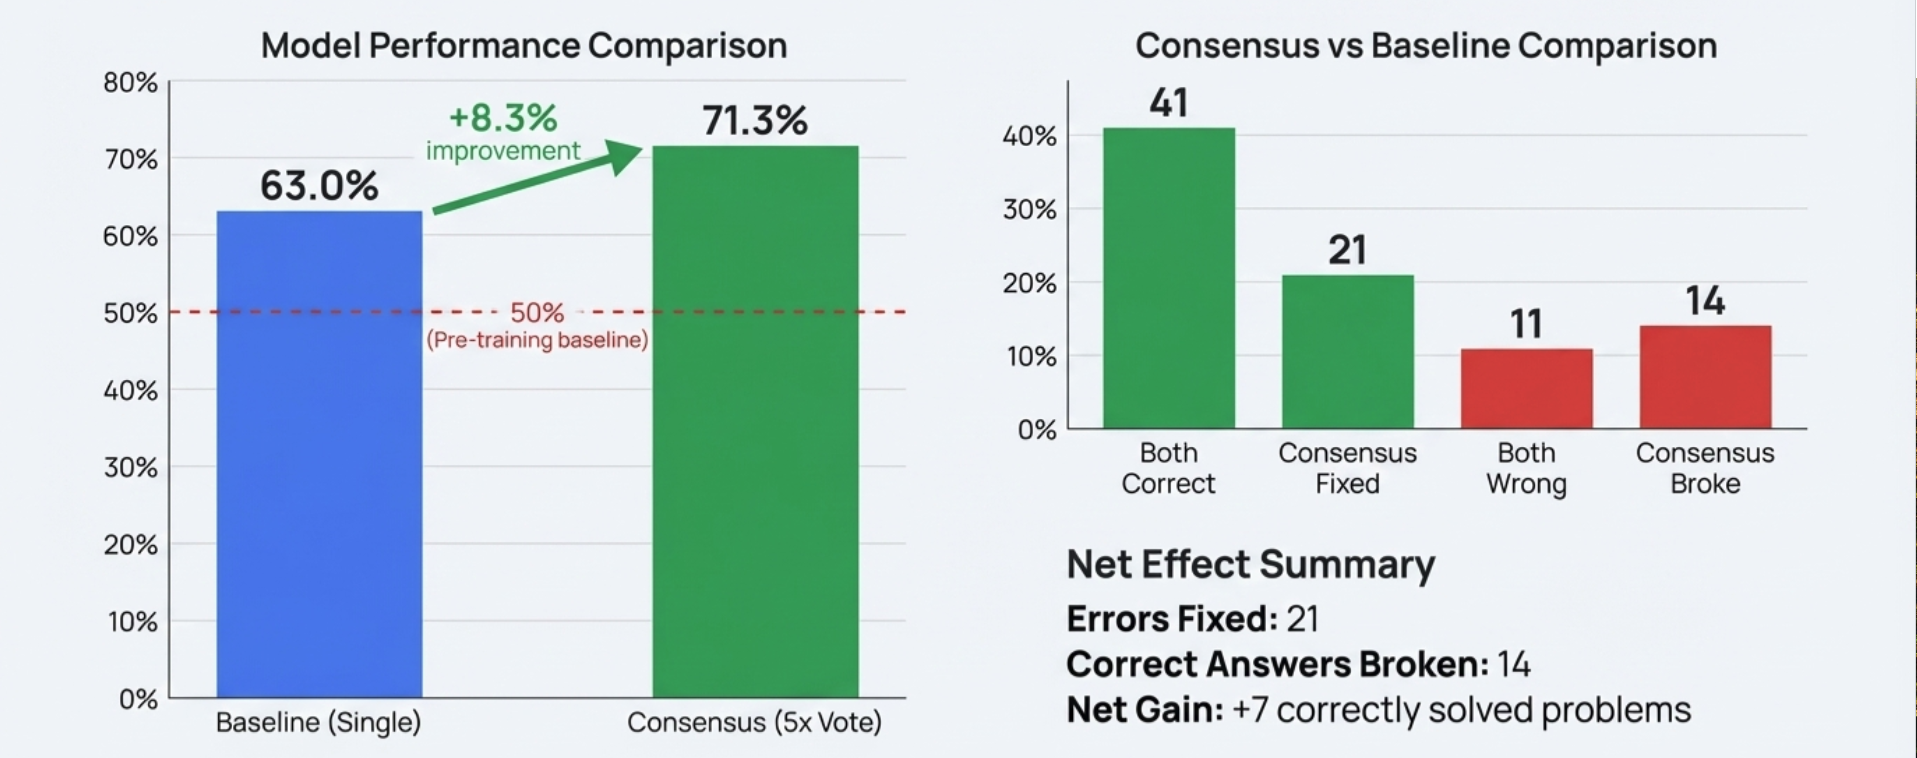 Model Performance Comparison
80%
70%
60%
50%
40%
30%
20%
10%
0%
63.0%
+8.3%
improvement
71.3%
50%
(Pre-training baseline)
Baseline (Single)
Consensus (5x Vote)
Consensus vs Baseline Comparison
40%
30%
20%
10%
0%
41
21
11
14
Both
Correct
Consensus
Fixed
Both
Wrong
Consensus
Broke
Net Effect Summary
Errors Fixed: 21
Correct Answers Broken: 14
Net Gain: +7 correctly solved problems